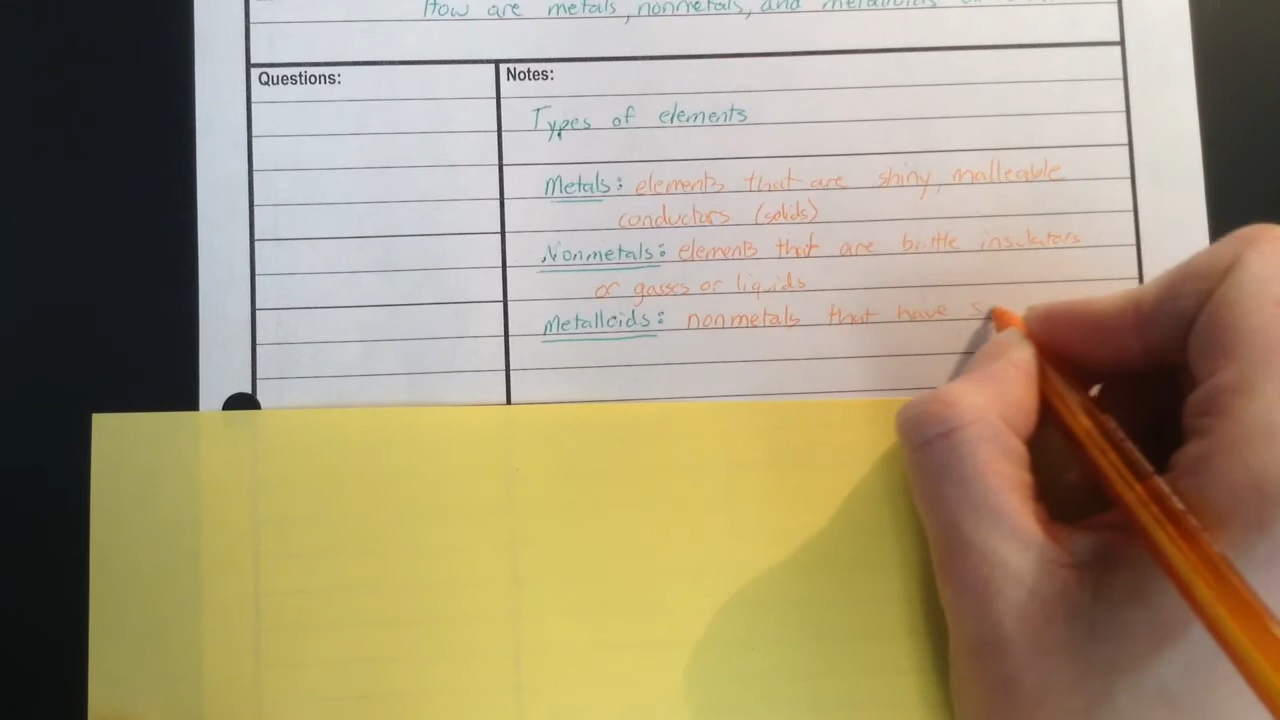 How are metals, nonmetals, and metalloids
Questions:
Notes:
Types of elements
Metals: elements that are shiny, malleable
conductors (solids)
Nonmetals: elements that are brittle insulators
or gasses or liquids
Metalloids: nonmetals that have s